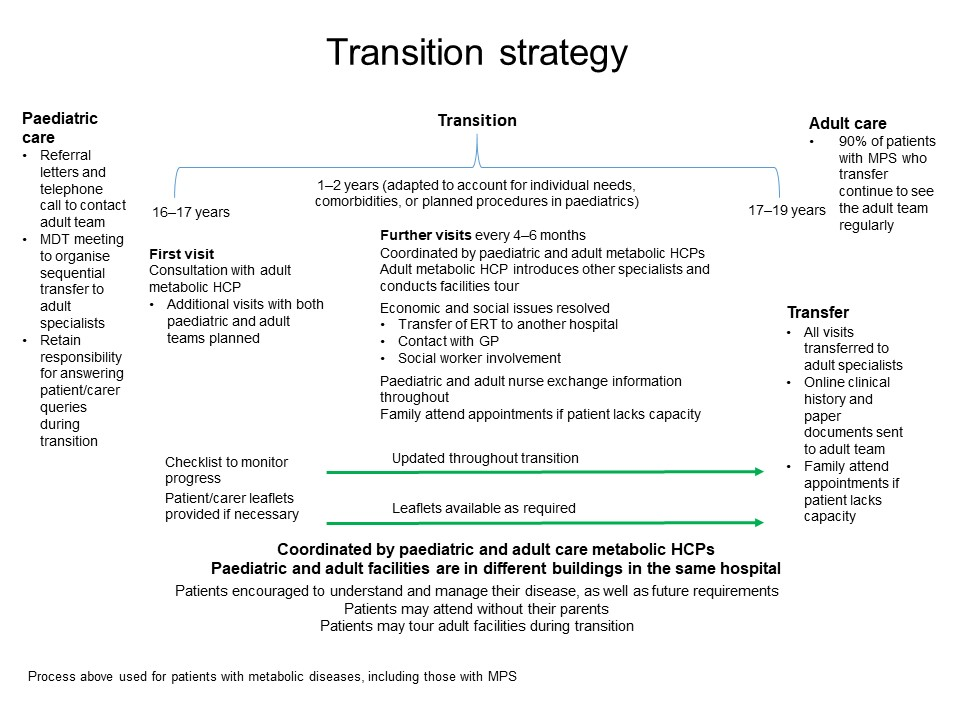 Transition strategy
Paediatric
care
• Referral
letters and
telephone
call to contact
adult team
• MDT meeting
to organise
sequential
transfer to
adult
specialists
• Retain
responsibility
for answering
patient/carer
queries
during
transition
Transition
1–2 years (adapted to account for individual needs,
comorbidities, or planned procedures in paediatrics)
16–17 years
17–19 years
First visit
Consultation with adult
metabolic HCP
• Additional visits with both
paediatric and adult
teams planned
Further visits every 4–6 months
Coordinated by paediatric and adult metabolic HCPs
Adult metabolic HCP introduces other specialists and
conducts facilities tour
Economic and social issues resolved
• Transfer of ERT to another hospital
• Contact with GP
• Social worker involvement
Paediatric and adult nurse exchange information
throughout
Family attend appointments if patient lacks capacity
Adult care
• 90% of patients
with MPS who
transfer
continue to see
the adult team
regularly
Transfer
• All visits
transferred to
adult specialists
• Online clinical
history and
paper
documents sent
to adult team
• Family attend
appointments if
patient lacks
capacity
Checklist to monitor
progress
Updated throughout transition
Patient/carer leaflets
provided if necessary
Leaflets available as required
Coordinated by paediatric and adult care metabolic HCPs
Paediatric and adult facilities are in different buildings in the same hospital
Patients encouraged to understand and manage their disease, as well as future requirements
Patients may attend without their parents
Patients may tour adult facilities during transition
Process above used for patients with metabolic diseases, including those with MPS